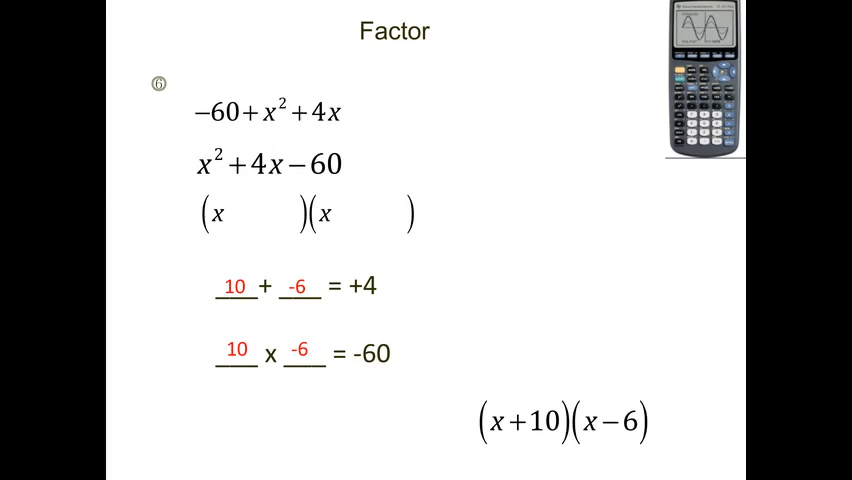 Factor
⑥
−60+x²+4x
x²+4x−60
(x )(x )
10 + -6 = +4
10 x -6 = -60
(x+10)(x−6)